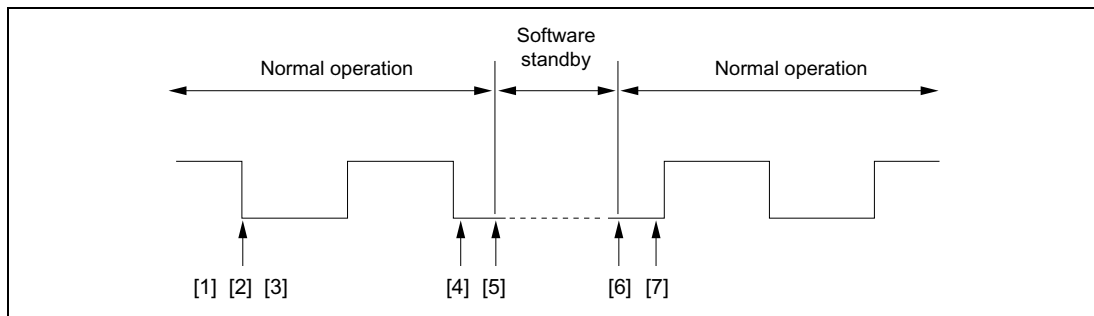 Software
standby
Normal operation
Normal operation
[1] [2] [3]
[4] [5]
[6] [7]